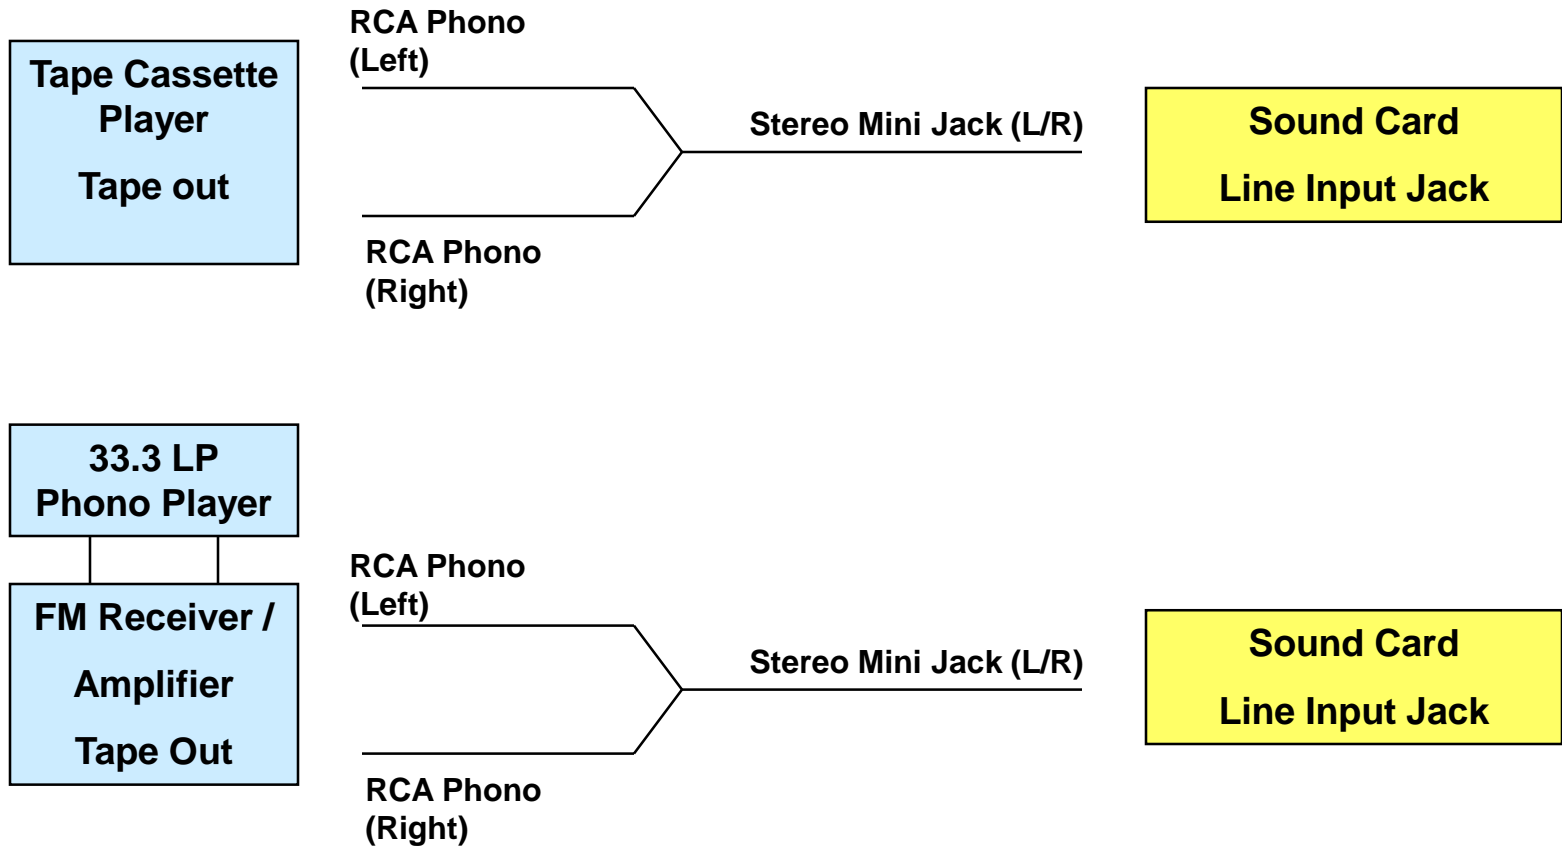 RCA Phono
(Left)
Tape Cassette
Player
Tape out
Stereo Mini Jack (L/R)
Sound Card
Line Input Jack
RCA Phono
(Right)
33.3 LP
Phono Player
FM Receiver /
Amplifier
Tape Out
RCA Phono
(Left)
Stereo Mini Jack (L/R)
Sound Card
Line Input Jack
RCA Phono
(Right)